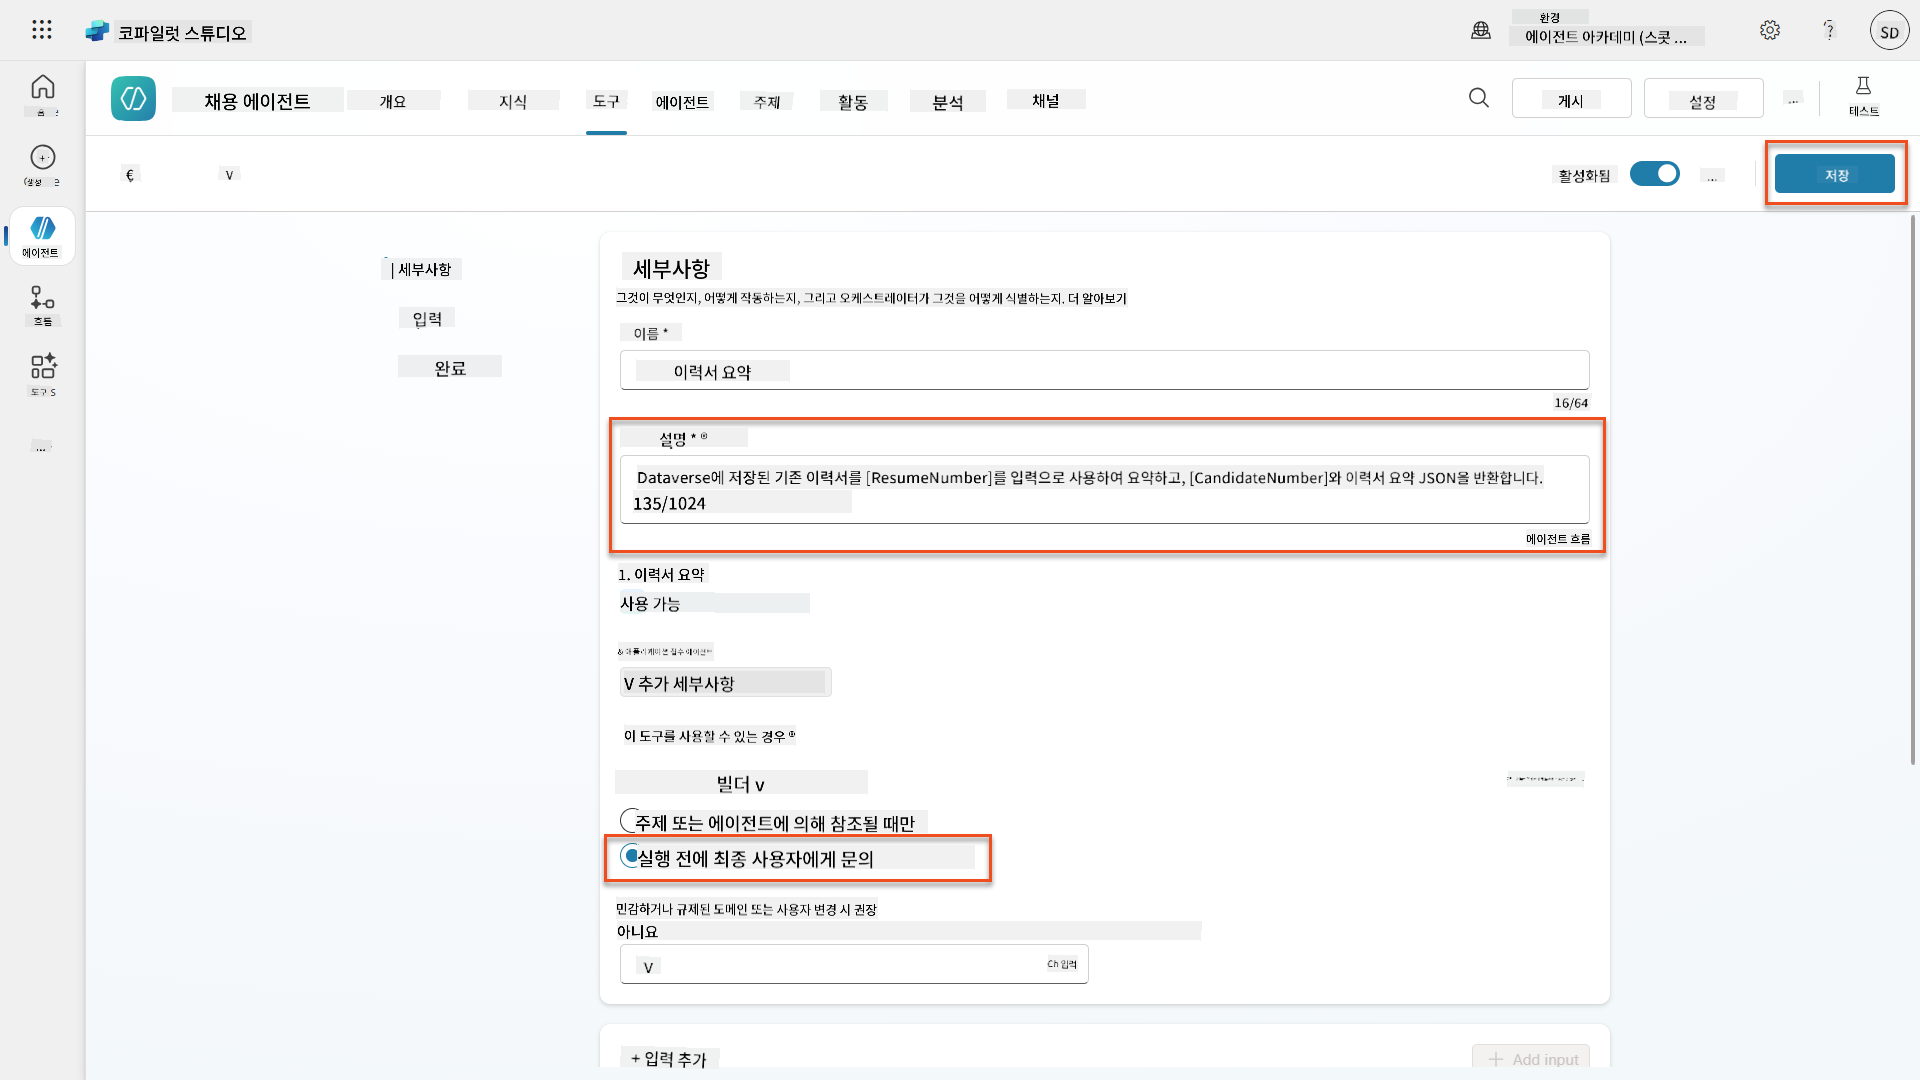 코파일럿 스튜디오
환경
에이전트 아카데미 (스콧 ...
?
SD
채용 에이전트
개요
지식
도구
에이전트
주제
활동
분석
채널
게시
설정
...
테스트
홈
€
v
활성화됨
...
저장
(생성
에이전트
흐름
도구 s
...
| 세부사항
입력
완료
세부사항
그것이 무엇인지, 어떻게 작동하는지, 그리고 오케스트레이터가 그것을 어떻게 식별하는지. 더 알아보기
이름 *
이력서 요약
16/64
설명 * ⓘ
Dataverse에 저장된 기존 이력서를 [ResumeNumber]를 입력으로 사용하여 요약하고, [CandidateNumber]와 이력서 요약 JSON을 반환합니다.
135/1024
에이전트 흐름
1. 이력서 요약
사용 가능
& 애플리케이션 접수 에이전트
V 추가 세부사항
이 도구를 사용할 수 있는 경우 ⓘ
빌더 v
주제 또는 에이전트에 의해 참조될 때만
실행 전에 최종 사용자에게 문의
민감하거나 규제된 도메인 또는 사용자 변경 시 권장
아니요
V
Ch 입력
+ 입력 추가
Add input